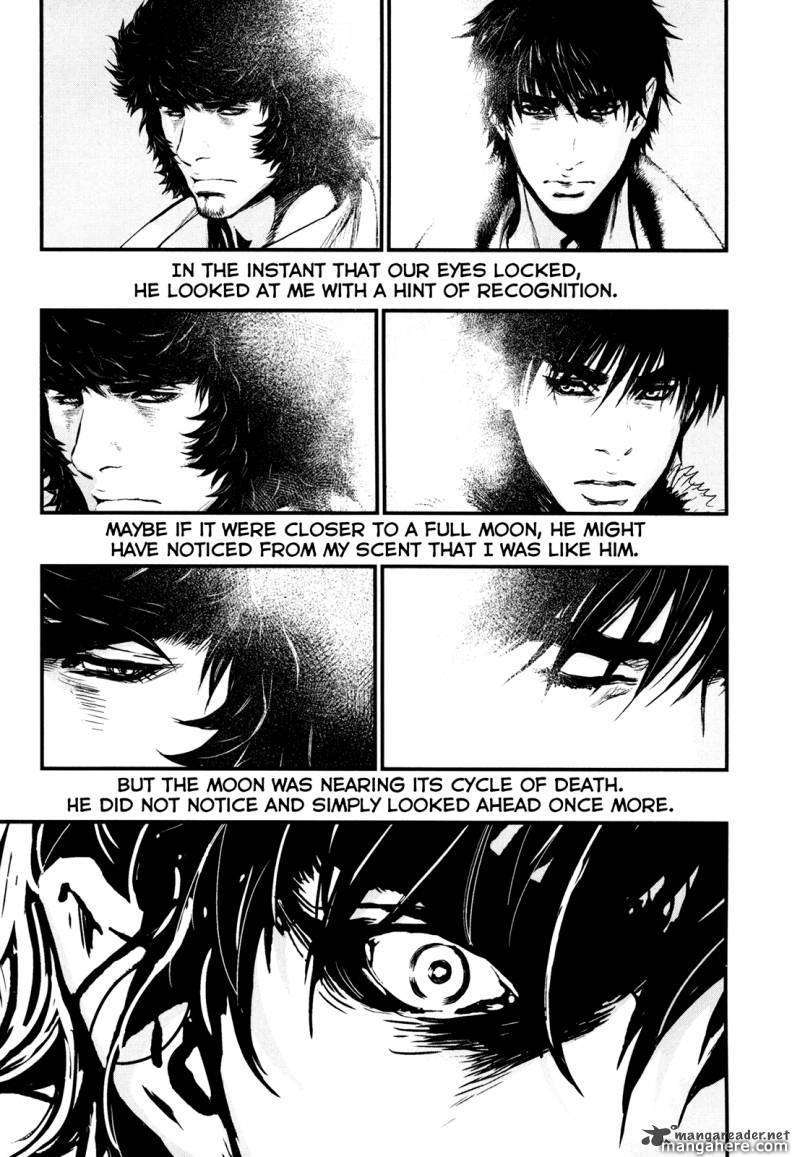 IN THE INSTANT THAT OUR EYES LOCKED,
HE LOOKED AT ME WITH A HINT OF RECOGNITION.
MAYBE IF IT WERE CLOSER TO A FULL MOON, HE MIGHT
HAVE NOTICED FROM MY SCENT THAT I WAS LIKE HIM.
BUT THE MOON WAS NEARING ITS CYCLE OF DEATH.
HE DID NOT NOTICE AND SIMPLY LOOKED AHEAD ONCE MORE.
mangareader.net
mangahere.com